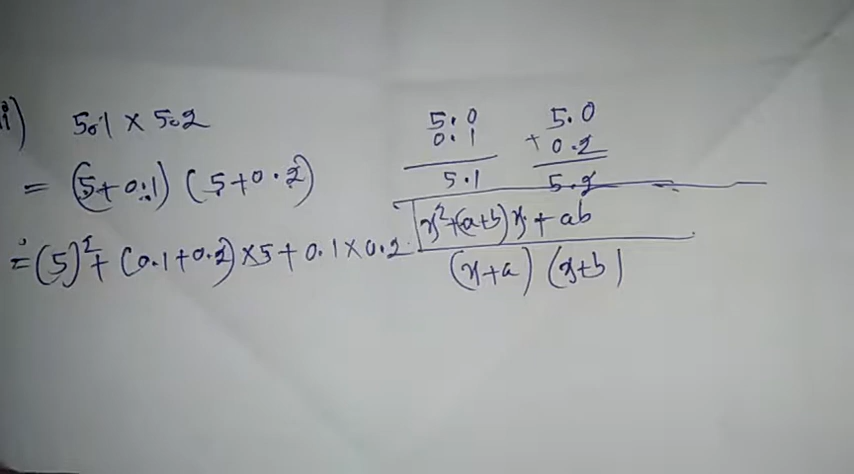 i) 5.1 × 5.2
= (5+0.1) (5+0.2)
= (5)² + (0.1+0.2) × 5 + 0.1 × 0.2
5.0
0.1
5.1
5.0
+ 0.2
5.2
x² + (a+b) x + ab
(x+a) (x+b)